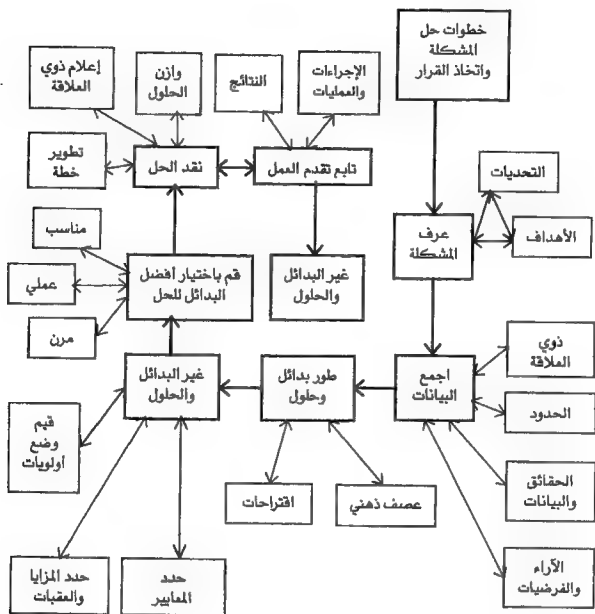 خطوات حل
المشكلة
واتخاذ القرار
الإجراءات
والعمليات
النتائج
وازن
الحلول
إعلام ذوي
العلاقة
تابع تقدم العمل
نقد الحل
تطوير
خطة
التحديات
الأهداف
عرف
المشكلة
غير البدائل
والحلول
قم باختيار أفضل
البدائل للحل
مناسب
عملي
مرن
ذوي
العلاقة
الحدود
الحقائق
والبيانات
الآراء
والفرضيات
اجمع
البيانات
طور بدائل
وحلول
غير البدائل
والحلول
قيم
وضع
أولويات
عصف ذهني
اقتراحات
حدد
المعايير
حدد المزايا
والعقبات